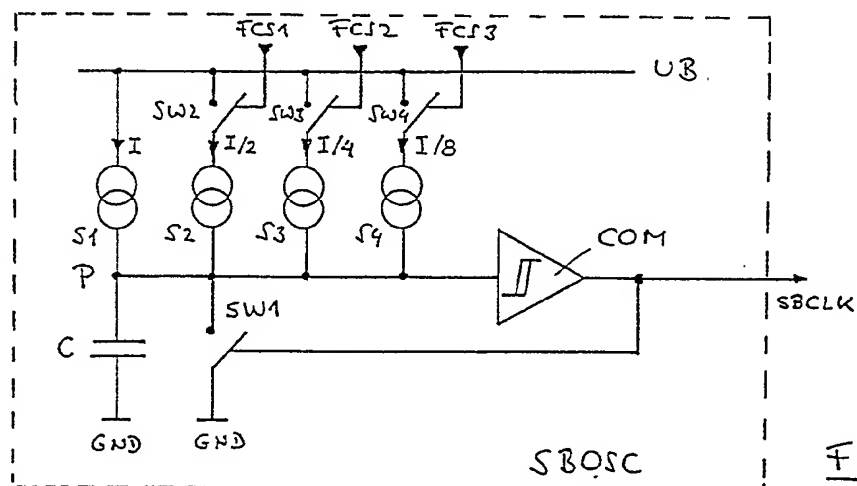 FCS1 FCS2 FCS3
UB
SW2 SW3 SW4
I I/2 I/4 I/8
S1 S2 S3 S4
COM
P
SW1
SBCLK
C
GND GND
SBOSC
F